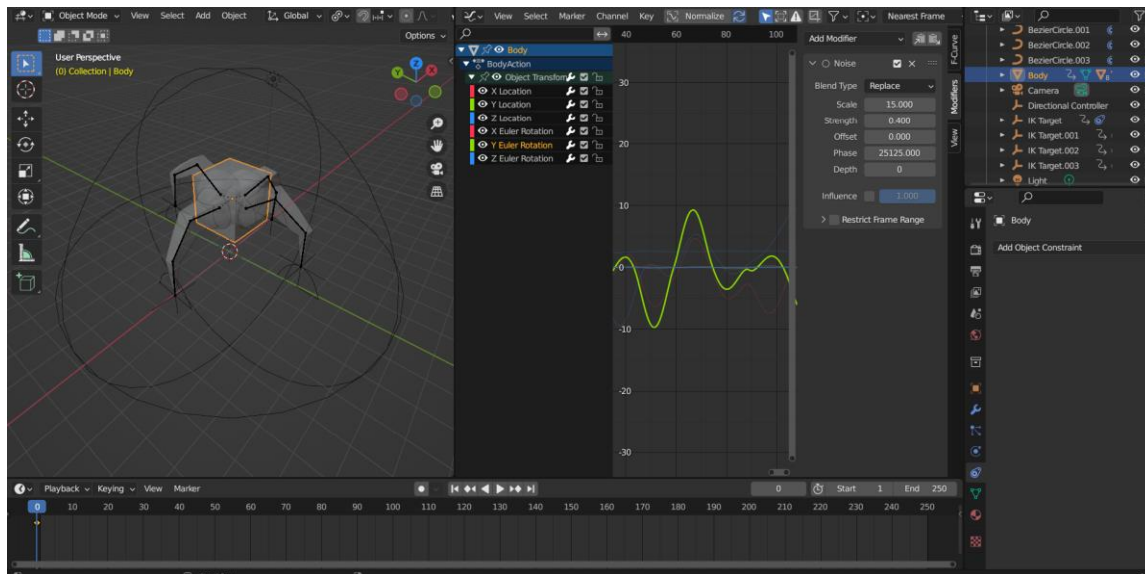 Object Mode View Select Add Object Global
View Select Marker Channel Key Normalize Nearest Frame
Options
User Perspective
(0) Collection | Body
Z
Y
X
Body
BodyAction
Object Transform
X Location
Y Location
Z Location
X Euler Rotation
Y Euler Rotation
Z Euler Rotation
40 60 80 100
30
20
10
0
-10
-20
-30
Add Modifier
Noise
Blend Type Replace
Scale 15.000
Strength 0.400
Offset 0.000
Phase 25125.000
Depth 0
Influence 1.000
Restrict Frame Range
F-Curve
Modifiers
View
BezierCircle.001
BezierCircle.002
BezierCircle.003
Body
Camera
Directional Controller
IK Target
IK Target.001
IK Target.002
IK Target.003
Light
Body
Add Object Constraint
Playback Keying View Marker 0 Start 1 End 250
0 10 20 30 40 50 60 70 80 90 100 110 120 130 140 150 160 170 180 190 200 210 220 230 240 250